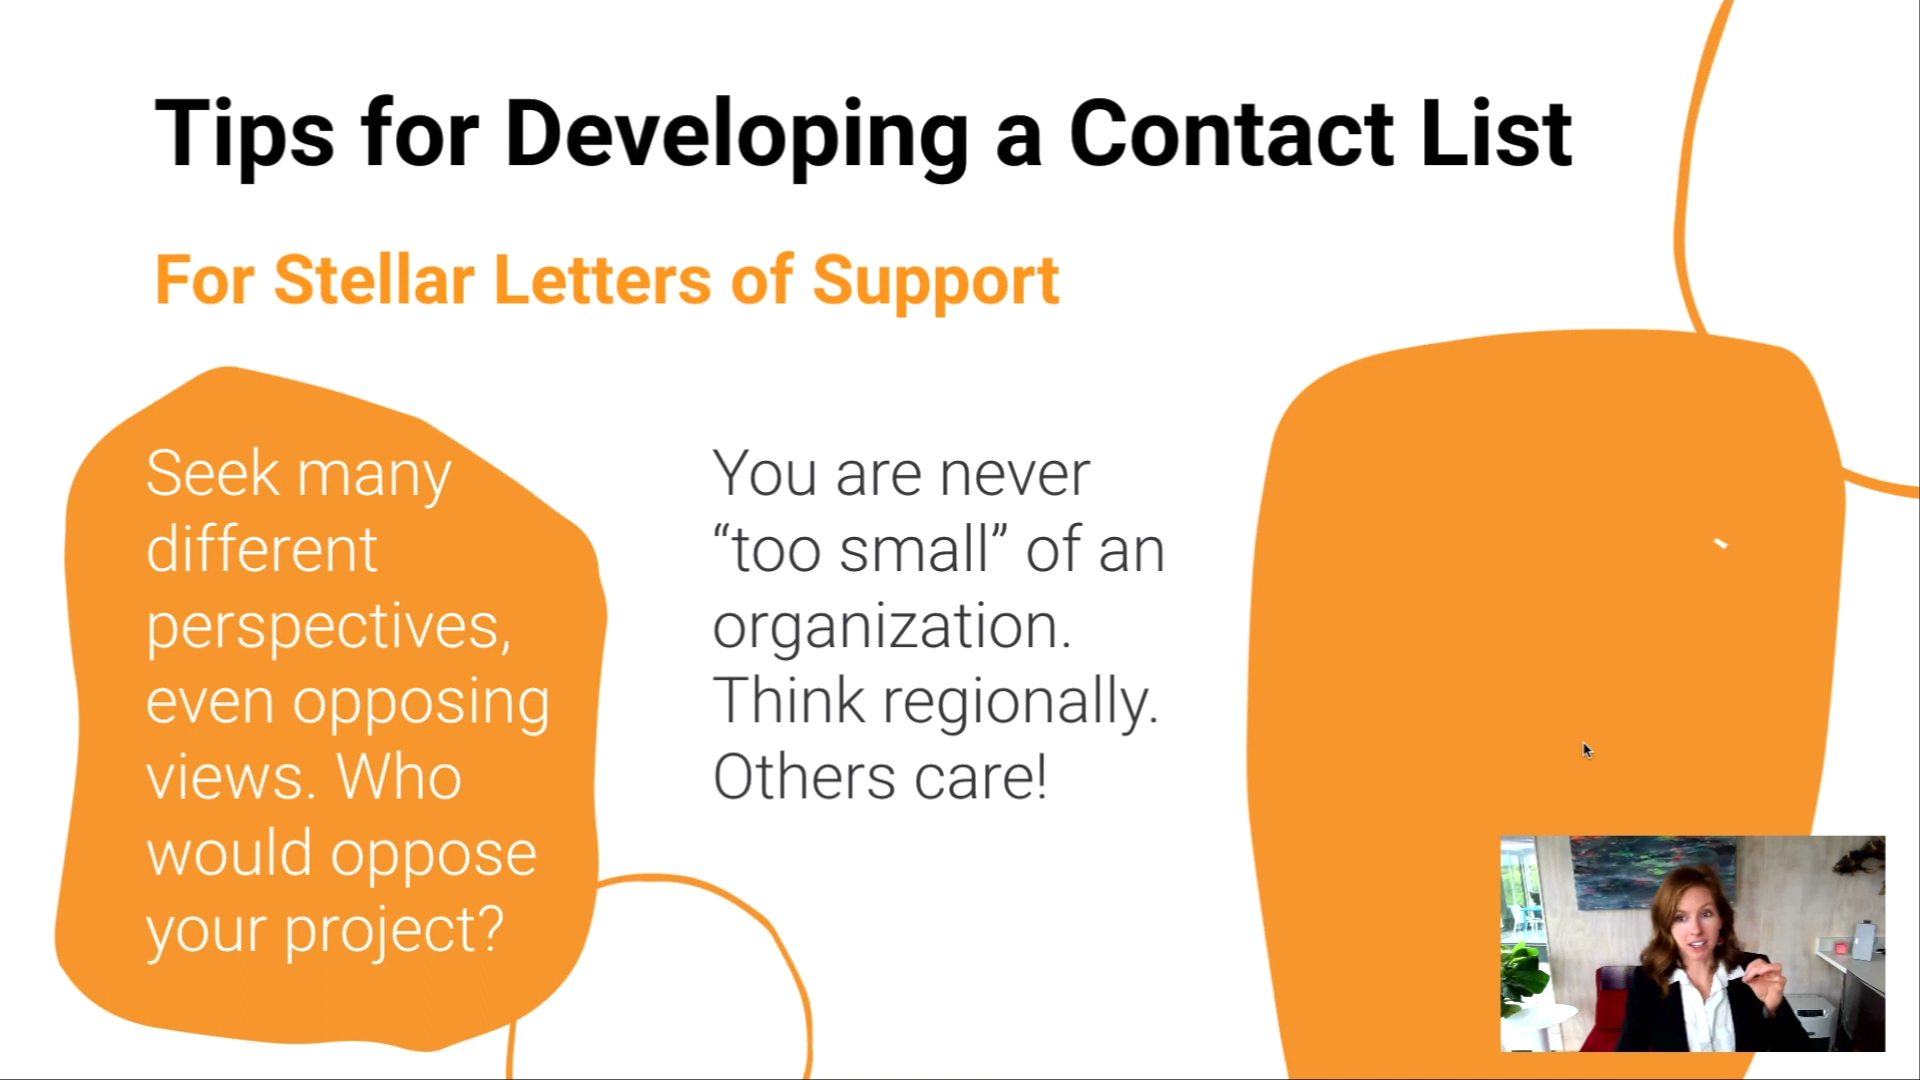 Tips for Developing a Contact List
For Stellar Letters of Support
Seek many
different
perspectives,
even opposing
views. Who
would oppose
your project?
You are never
“too small” of an
organization.
Think regionally.
Others care!